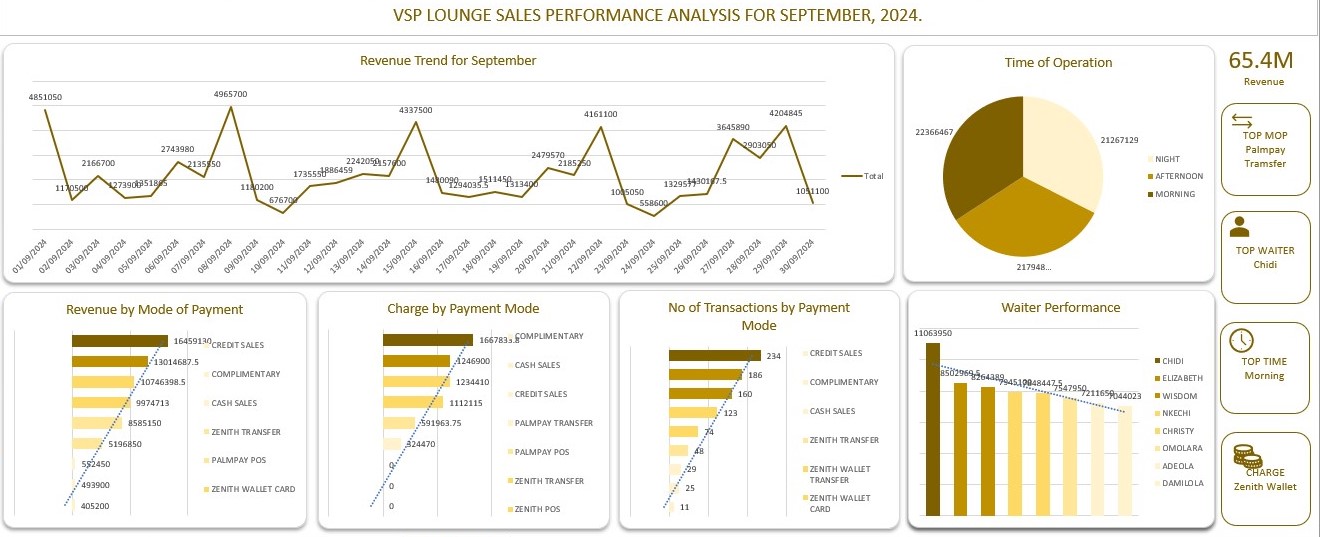 VSP LOUNGE SALES PERFORMANCE ANALYSIS FOR SEPTEMBER, 2024.
Revenue Trend for September
4851050
1170500
2166700
1273900
1351885
2743980
2135550
4965700
1180200
676700
1735550
1886459
2242050
2157600
4337500
1480090
1294035.5
1511450
1313400
2479570
2185250
4161100
1005050
558600
1329577
1430167.5
3645890
2903050
4204845
1051100
Total
01/09/2024
02/09/2024
03/09/2024
04/09/2024
05/09/2024
06/09/2024
07/09/2024
08/09/2024
09/09/2024
10/09/2024
11/09/2024
12/09/2024
13/09/2024
14/09/2024
15/09/2024
16/09/2024
17/09/2024
18/09/2024
19/09/2024
20/09/2024
21/09/2024
22/09/2024
23/09/2024
24/09/2024
25/09/2024
26/09/2024
27/09/2024
28/09/2024
29/09/2024
30/09/2024
Time of Operation
22366467
21267129
217948...
NIGHT
AFTERNOON
MORNING
65.4M
Revenue
TOP MOP
Palmpay
Tramsfer
TOP WAITER
Chidi
TOP TIME
Morning
CHARGE
Zenith Wallet
Revenue by Mode of Payment
16459130
13014687.5
10746398.5
9974713
8585150
5196850
552450
493900
405200
CREDIT SALES
COMPLIMENTARY
CASH SALES
ZENITH TRANSFER
PALMPAY POS
ZENITH WALLET CARD
Charge by Payment Mode
1667833.8
1246900
1234410
1112115
591963.75
324470
0
0
0
COMPLIMENTARY
CASH SALES
CREDIT SALES
PALMPAY TRANSFER
PALMPAY POS
ZENITH TRANSFER
ZENITH POS
No of Transactions by Payment
Mode
234
186
160
123
74
48
29
25
11
CREDIT SALES
COMPLIMENTARY
CASH SALES
ZENITH TRANSFER
ZENITH WALLET
TRANSFER
ZENITH WALLET
CARD
Waiter Performance
11063950
8502969.5
8264389
7848447.5
7547950
7211650
7044023
CHIDI
ELIZABETH
WISDOM
NKECHI
CHRISTY
OMOLARA
ADEOLA
DAMILOLA